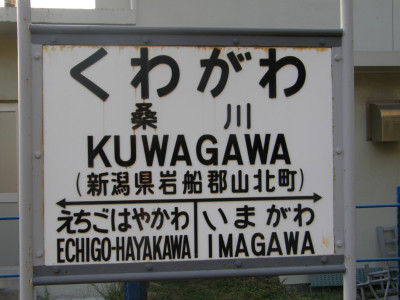 くわがわ
桑川
KUWAGAWA
(新潟県岩船郡山北町)
えちごはやかわ いまがわ
ECHIGO-HAYAKAWA IMAGAWA